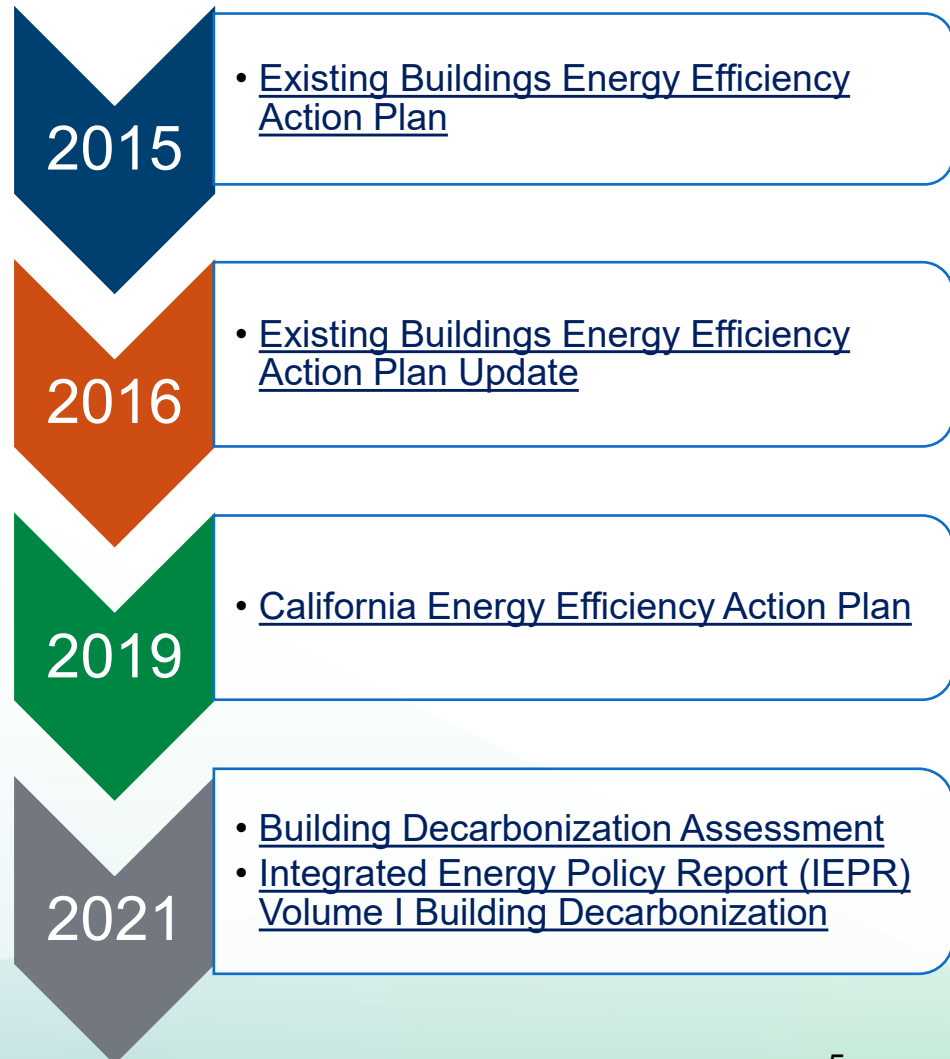 2015
• Existing Buildings Energy Efficiency
Action Plan
2016
• Existing Buildings Energy Efficiency
Action Plan Update
2019
• California Energy Efficiency Action Plan
2021
• Building Decarbonization Assessment
• Integrated Energy Policy Report (IEPR)
Volume I Building Decarbonization